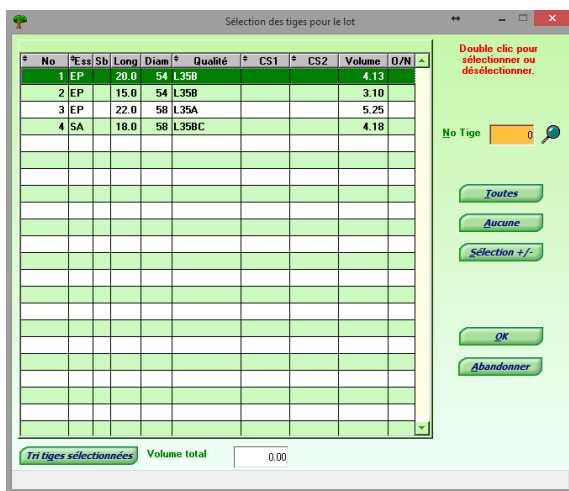 Sélection des tiges pour le lot
No Ess Sb Long Diam Qualité CS1 CS2 Volume O/N
1 EP 20.0 54 L35B 4.13
2 EP 15.0 54 L35B 3.10
3 EP 22.0 58 L35A 5.25
4 SA 18.0 58 L35BC 4.18
Double clic pour
sélectionner ou
désélectionner.
No Tige 0
Toutes
Aucune
Sélection +/-
OK
Abandonner
Tri tiges sélectionnées Volume total 0.00